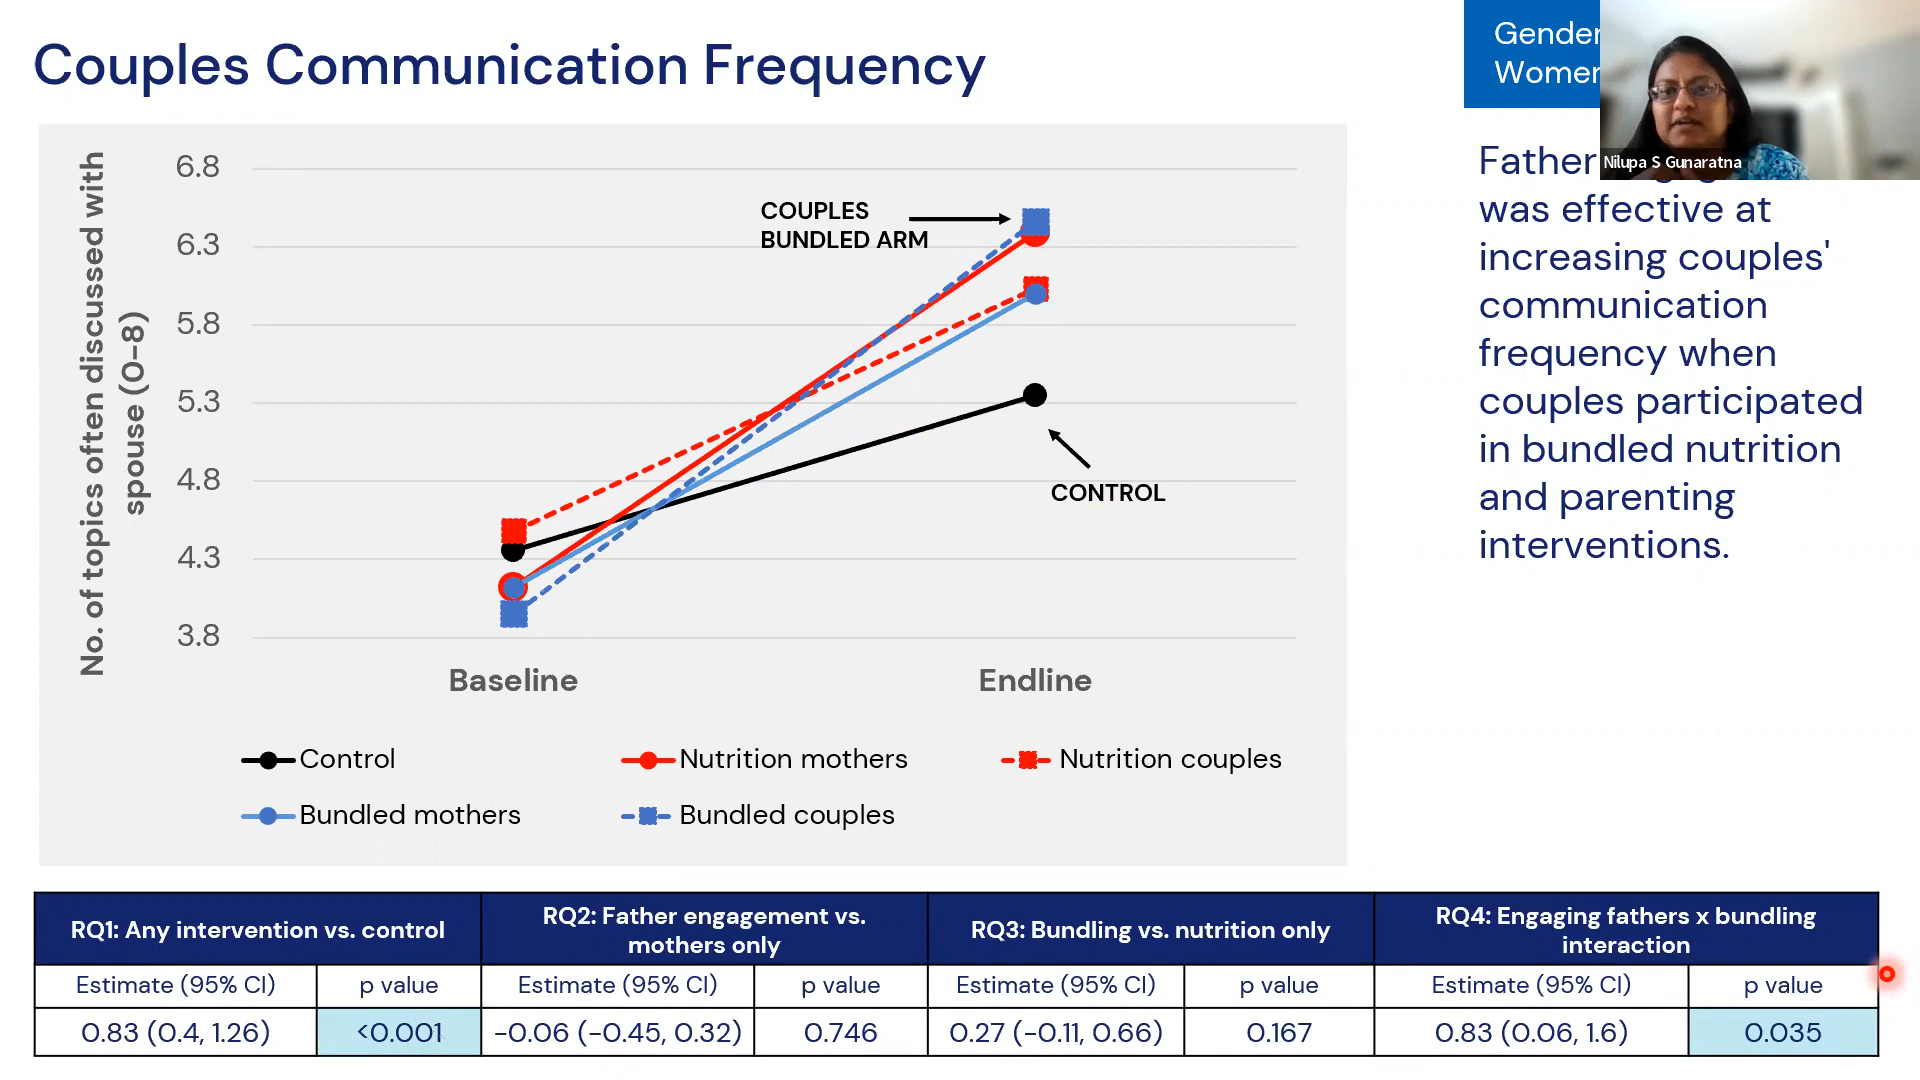 Couples Communication Frequency
Gender
Women
Nilupa S Gunaratna
Father
was effective at
increasing couples'
communication
frequency when
couples participated
in bundled nutrition
and parenting
interventions.
No. of topics often discussed with
spouse (0-8)
6.8
6.3
5.8
5.3
4.8
4.3
3.8
COUPLES
BUNDLED ARM
CONTROL
Baseline Endline
Control Nutrition mothers Nutrition couples
Bundled mothers Bundled couples
RQ1: Any intervention vs. control
RQ2: Father engagement vs.
mothers only
RQ3: Bundling vs. nutrition only
RQ4: Engaging fathers x bundling
interaction
Estimate (95% CI) p value Estimate (95% CI) p value Estimate (95% CI) p value Estimate (95% CI) p value
0.83 (0.4, 1.26) <0.001 -0.06 (-0.45, 0.32) 0.746 0.27 (-0.11, 0.66) 0.167 0.83 (0.06, 1.6) 0.035